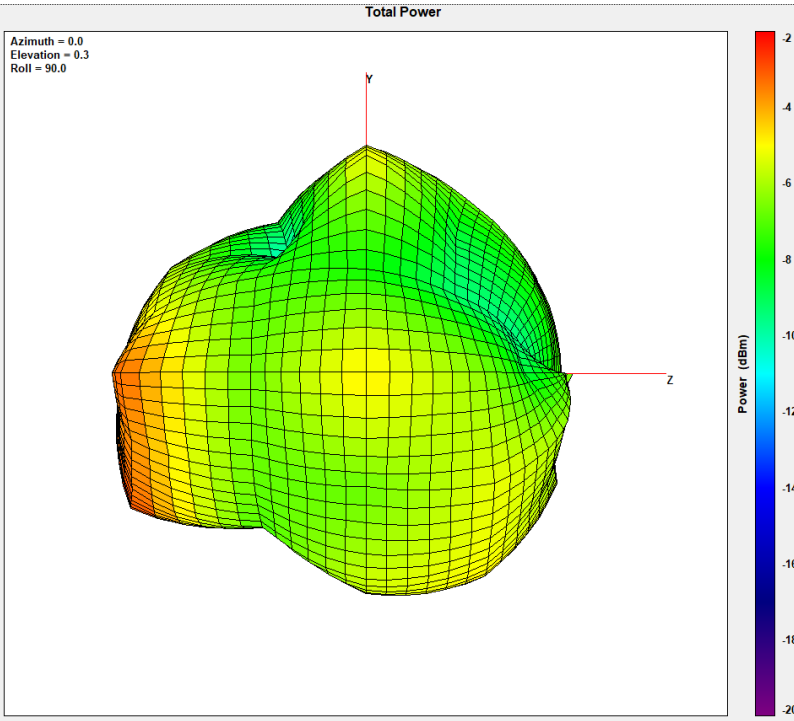 Total Power
Azimuth = 0.0
Elevation = 0.3
Roll = 90.0
Y
Z
-2
-4
-6
-8
-10
-12
-14
-16
-18
-20
Power (dBm)